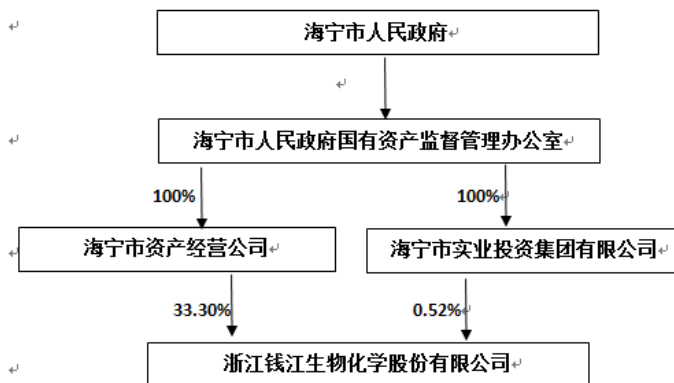 海宁市人民政府
海宁市人民政府国有资产监督管理办公室
100% 100%
海宁市资产经营公司 海宁市实业投资集团有限公司
33.30% 0.52%
浙江钱江生物化学股份有限公司